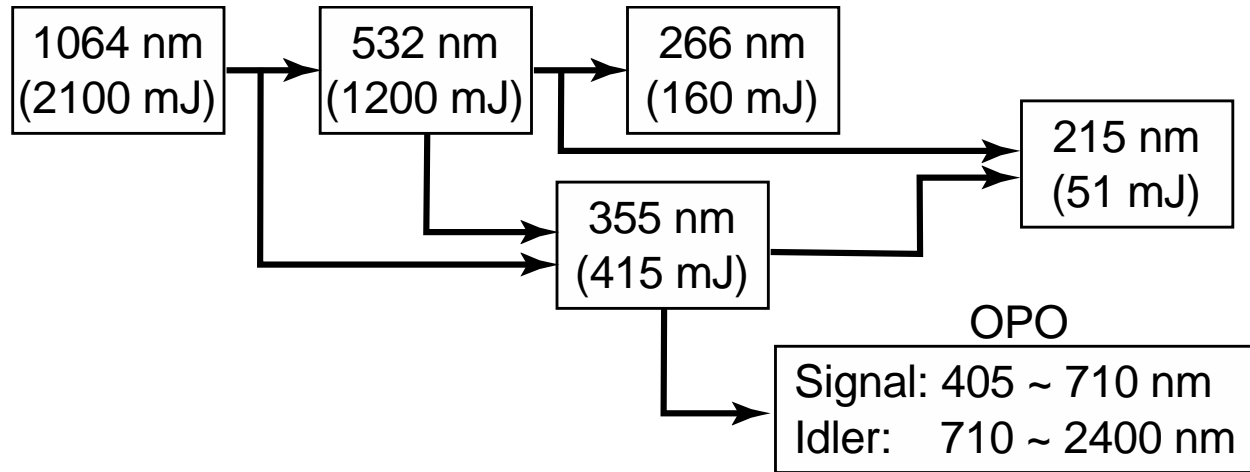 1064 nm
(2100 mJ)
532 nm
(1200 mJ)
266 nm
(160 mJ)
215 nm
(51 mJ)
355 nm
(415 mJ)
OPO
Signal: 405 ~ 710 nm
Idler: 710 ~ 2400 nm